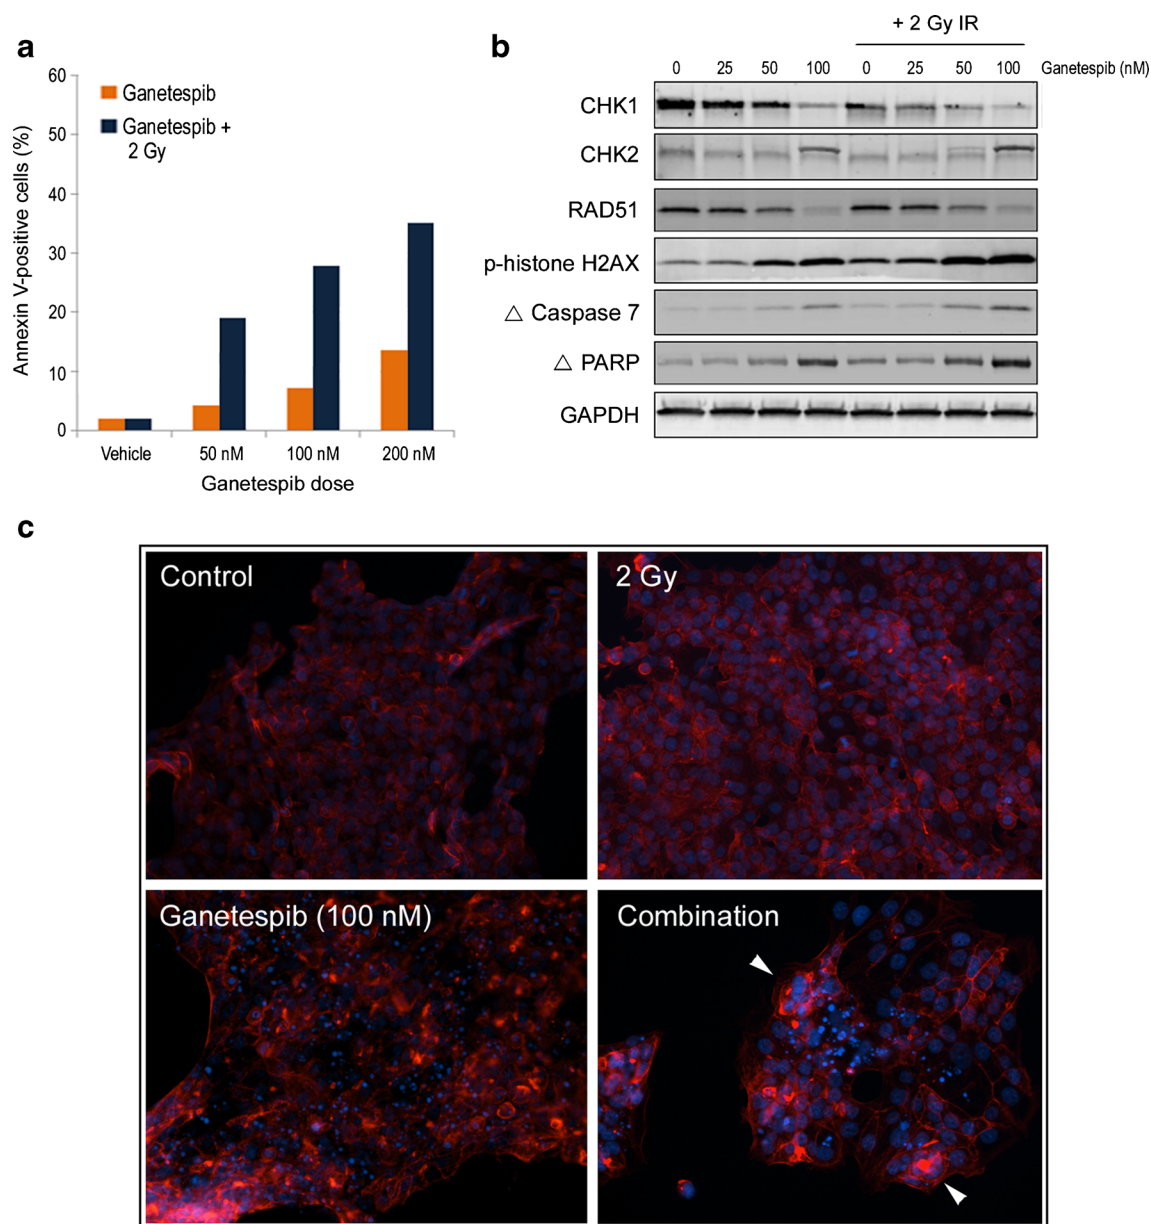 a
60
50
40
30
20
10
0
Annexin V-positive cells (%)
Ganetespib
Ganetespib +
2 Gy
Vehicle 50 nM 100 nM 200 nM
Ganetespib dose
b
+ 2 Gy IR
0 25 50 100 0 25 50 100 Ganetespib (nM)
CHK1
CHK2
RAD51
p-histone H2AX
△ Caspase 7
△ PARP
GAPDH
c
Control
2 Gy
Ganetespib (100 nM)
Combination